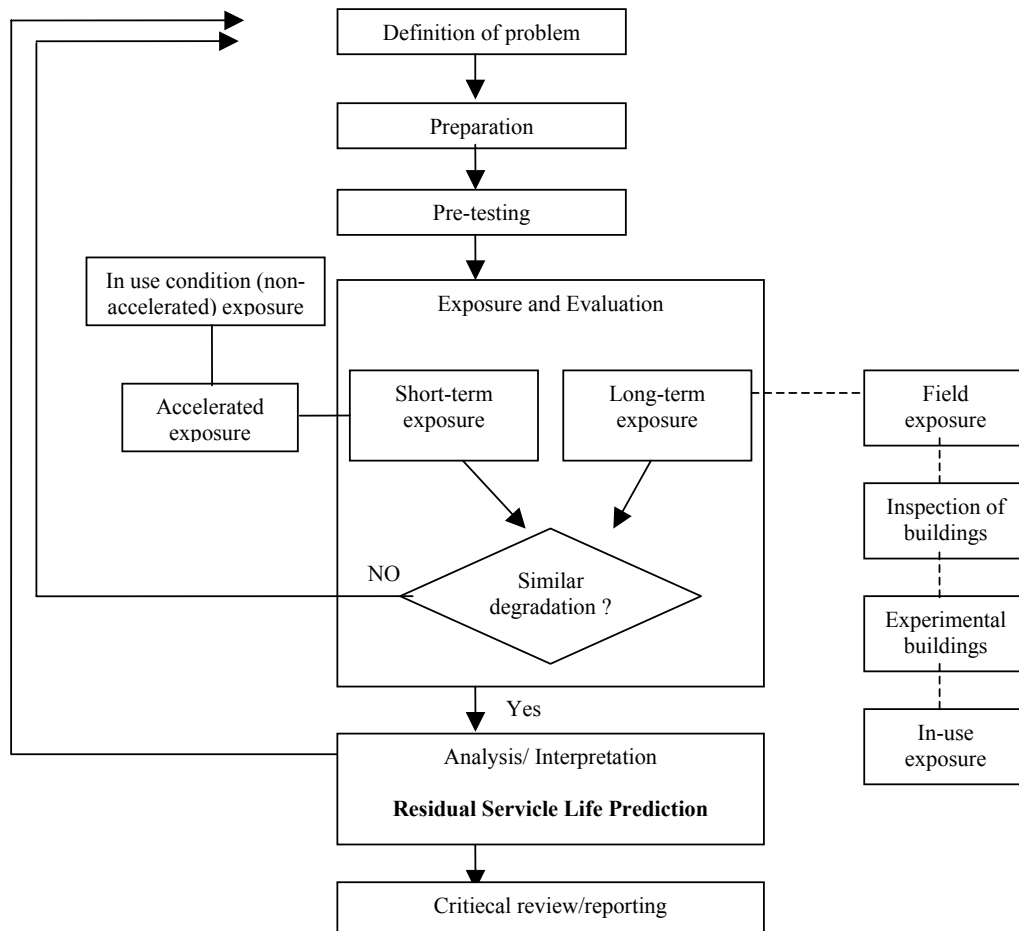 Definition of problem
Preparation
Pre-testing
In use condition (non-
accelerated) exposure
Exposure and Evaluation
Accelerated
exposure
Short-term
exposure
Long-term
exposure
Field
exposure
Inspection of
buildings
NO
Similar
degradation ?
Experimental
buildings
Yes
In-use
exposure
Analysis/ Interpretation
Residual Servicle Life Prediction
Critiecal review/reporting